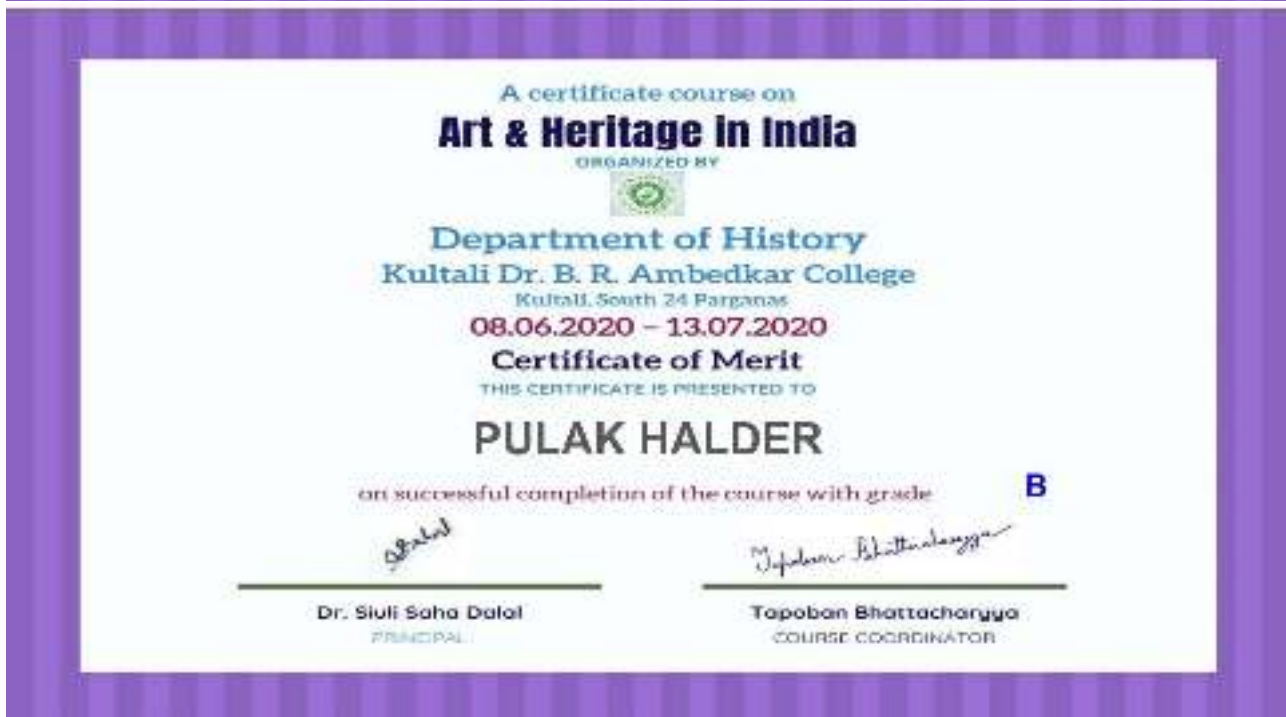 A certificate course on
Art & Heritage in India
ORGANIZED BY
Department of History
Kultali Dr. B. R. Ambedkar College
Kultali, South 24 Parganas
08.06.2020 – 13.07.2020
Certificate of Merit
THIS CERTIFICATE IS PRESENTED TO
PULAK HALDER
on successful completion of the course with grade B
Tapoban Bhattacharyya
Dr. Siuli Saha Dalal Tapoban Bhattacharyya
PRINCIPAL COURSE COORDINATOR